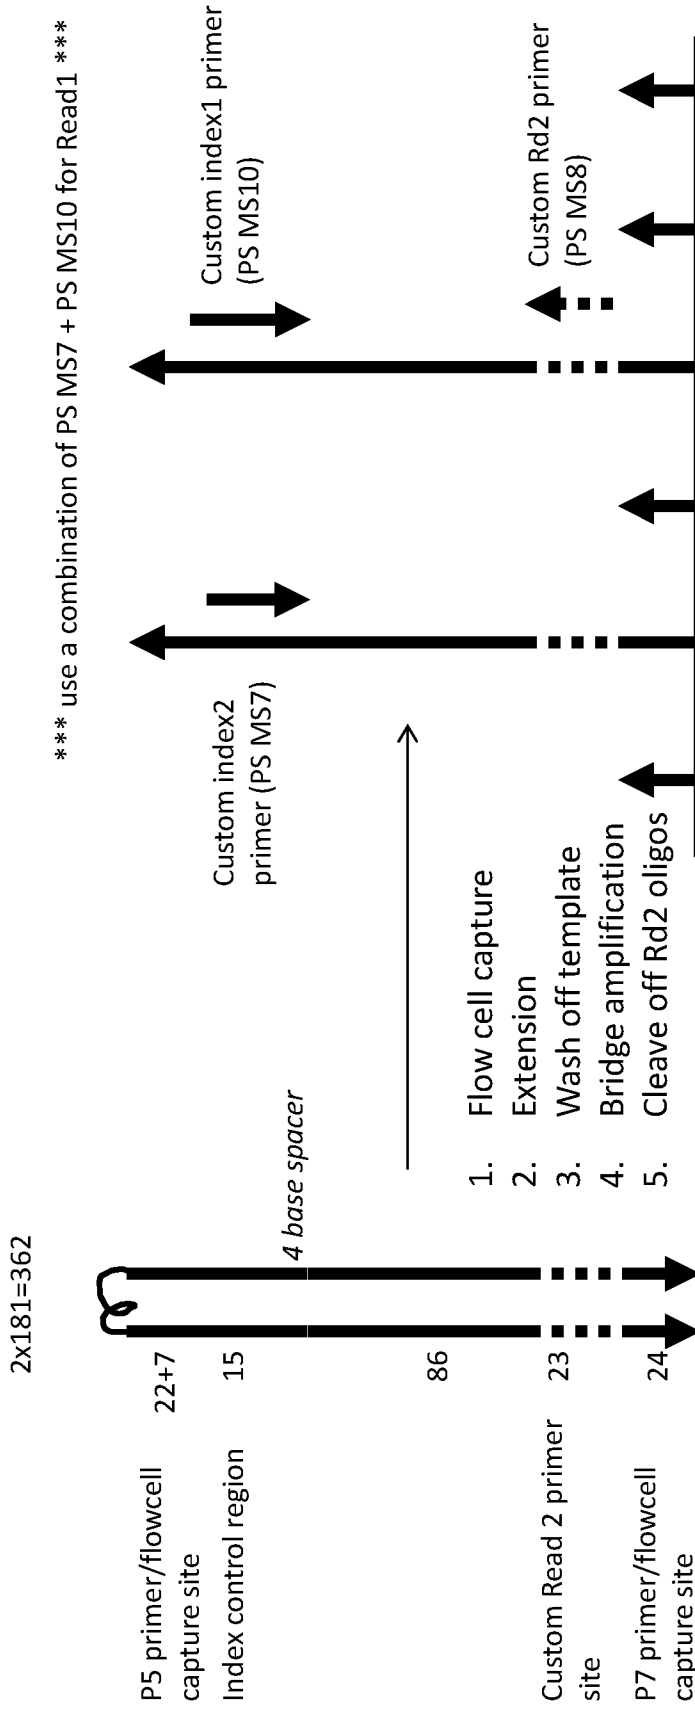 2x181=362
*** use a combination of PS MS7 + PS MS10 for Read1 ***
P5 primer/flowcell
capture site
22+7
Index control region
15
4 base spacer
86
Custom Read 2 primer
site
23
P7 primer/flowcell
capture site
24
1. Flow cell capture
2. Extension
3. Wash off template
4. Bridge amplification
5. Cleave off Rd2 oligos
Custom index2
primer (PS MS7)
Custom index1 primer
(PS MS10)
Custom Rd2 primer
(PS MS8)